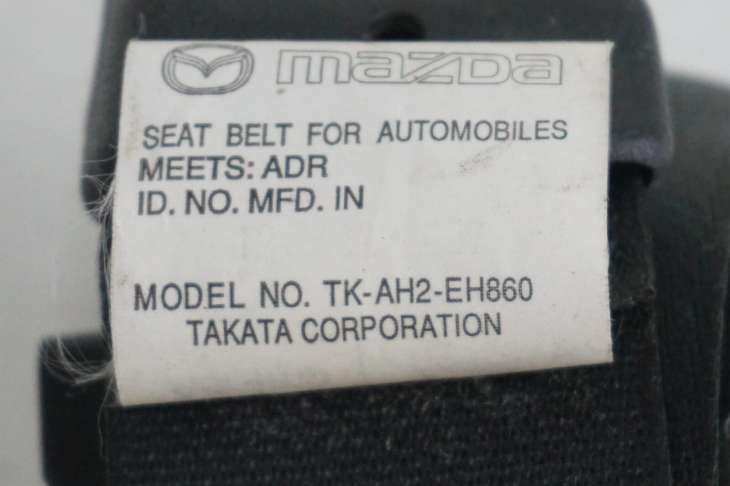 mazda
SEAT BELT FOR AUTOMOBILES
MEETS: ADR
ID. NO. MFD. IN
MODEL NO. TK-AH2-EH860
TAKATA CORPORATION